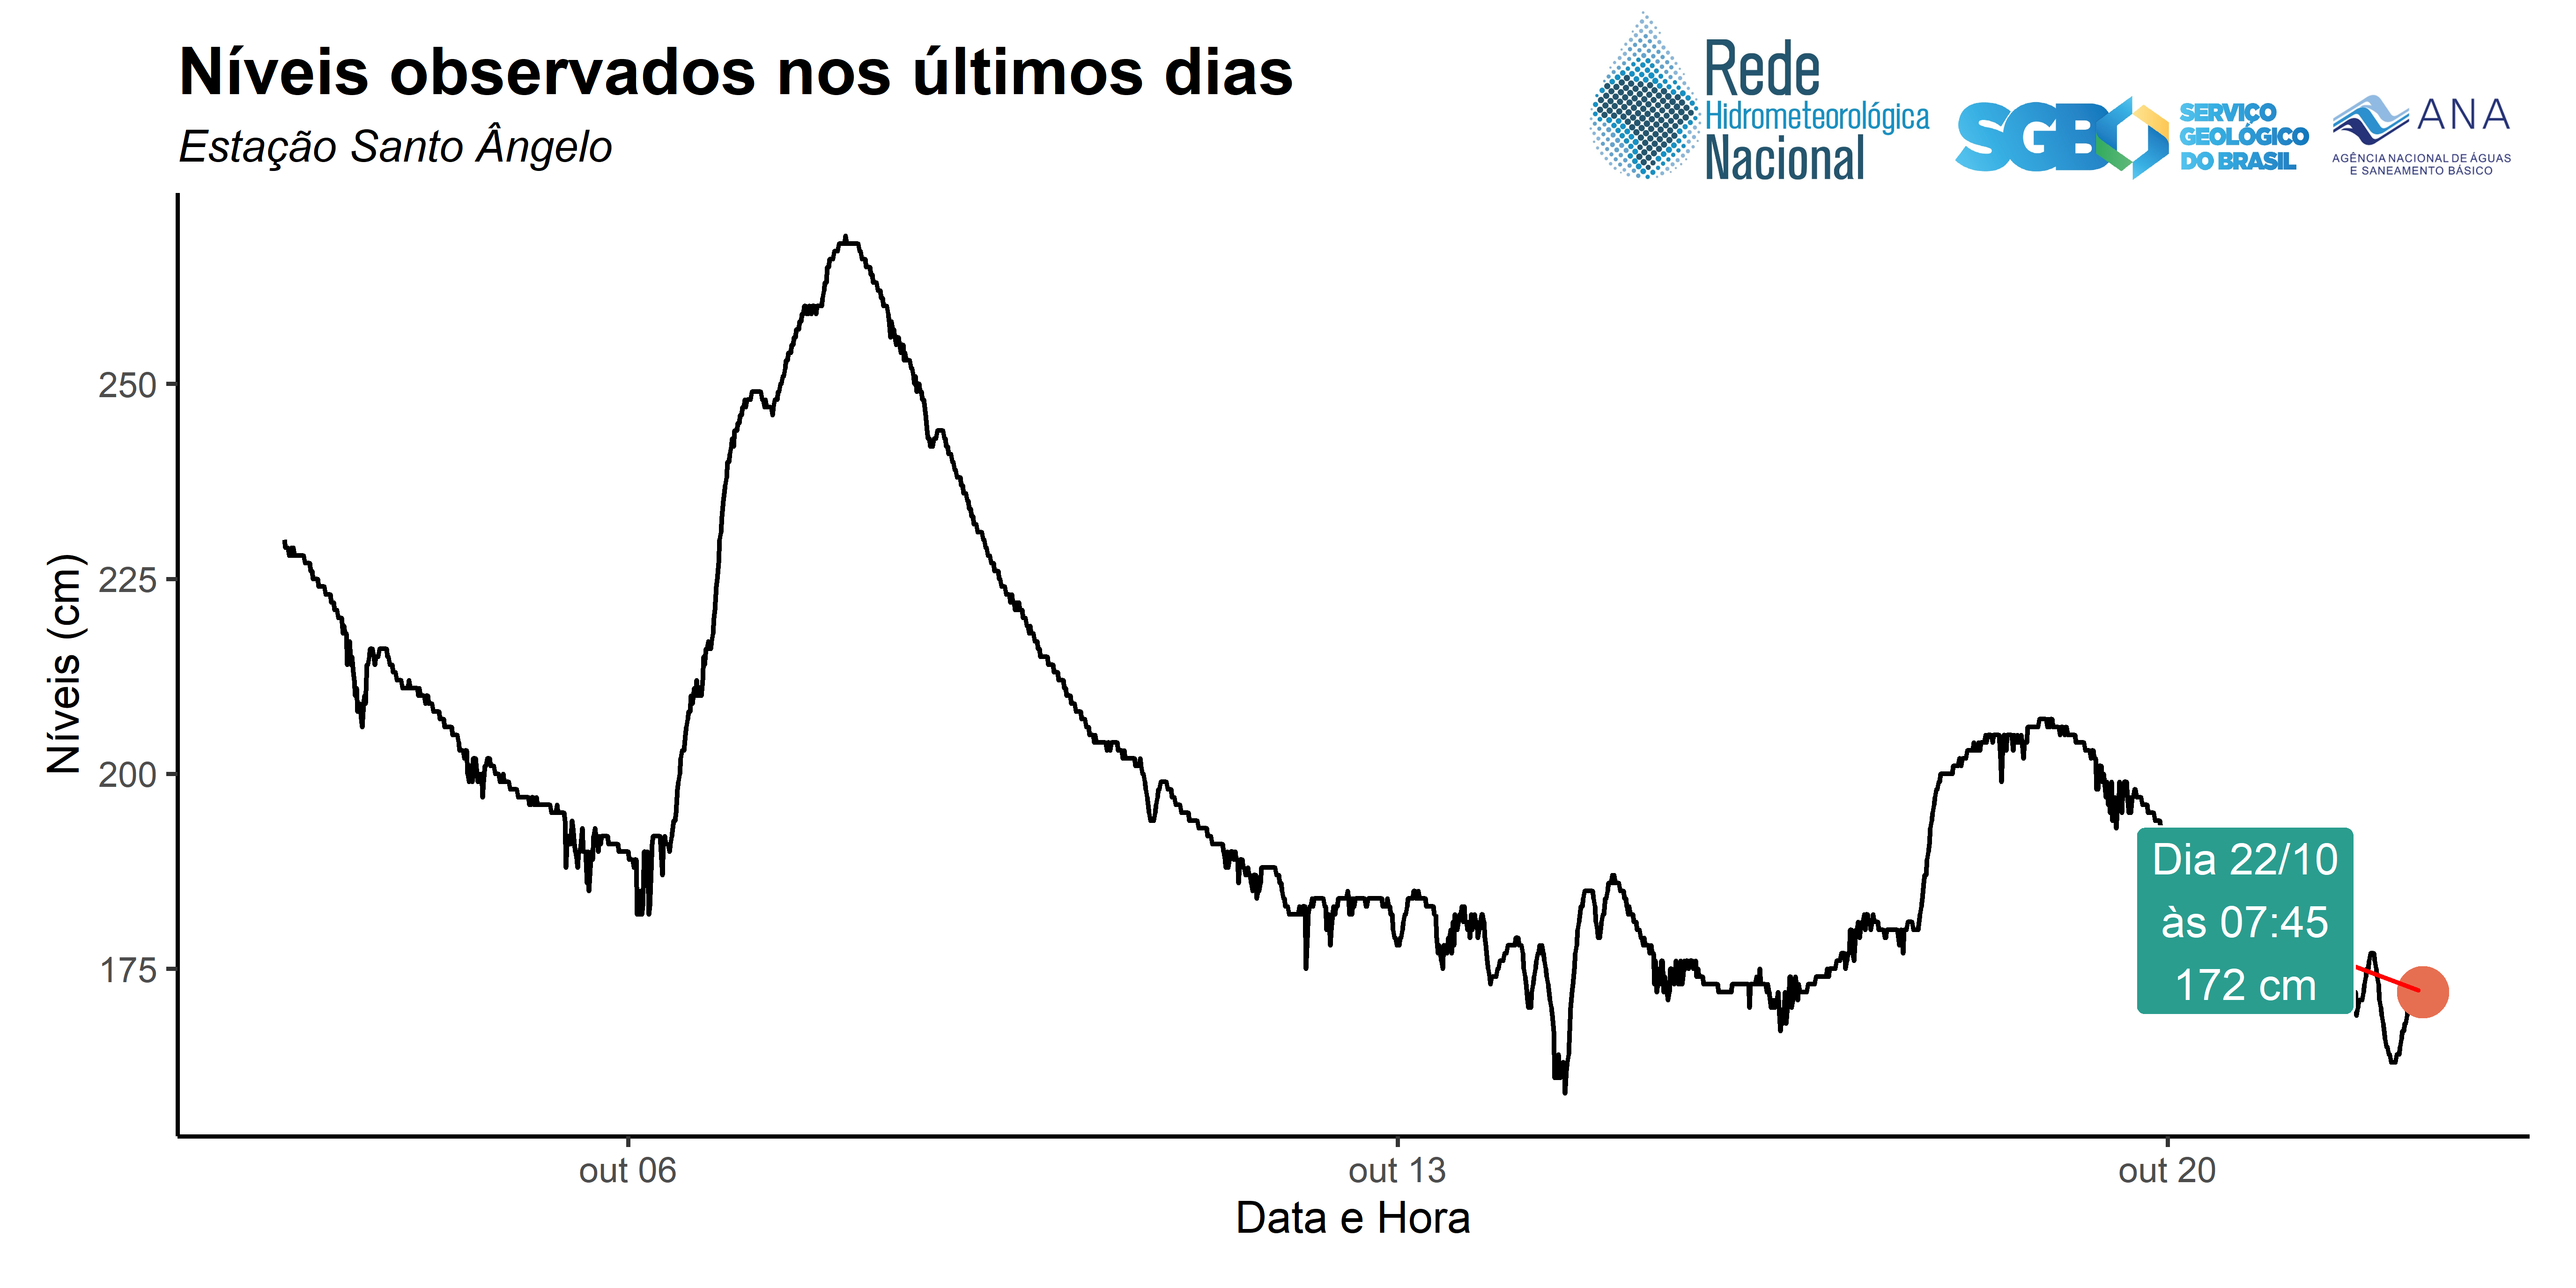 Níveis observados nos últimos dias
Estação Santo Ângelo
Rede
Hidrometeorológica
Nacional
SGB
SERVIÇO
GEOLÓGICO
DO BRASIL
ANA
AGÊNCIA NACIONAL DE ÁGUAS
E SANEAMENTO BÁSICO
Níveis (cm)
250
225
200
175
Dia 22/10
às 07:45
172 cm
out 06
out 13
out 20
Data e Hora